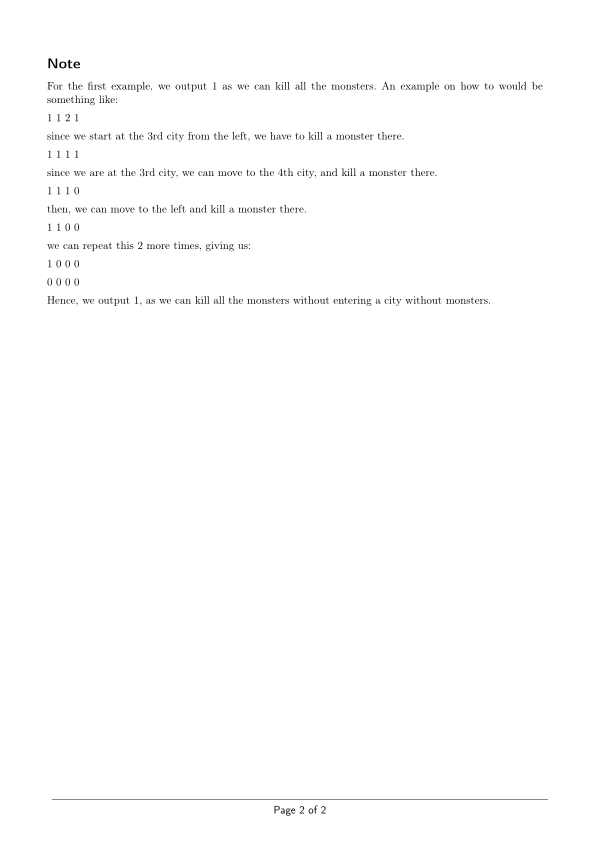 Note
For the first example, we output 1 as we can kill all the monsters. An example on how to would be
something like:
1 1 2 1
since we start at the 3rd city from the left, we have to kill a monster there.
1 1 1 1
since we are at the 3rd city, we can move to the 4th city, and kill a monster there.
1 1 1 0
then, we can move to the left and kill a monster there.
1 1 0 0
we can repeat this 2 more times, giving us:
1 0 0 0
0 0 0 0
Hence, we output 1, as we can kill all the monsters without entering a city without monsters.
Page 2 of 2